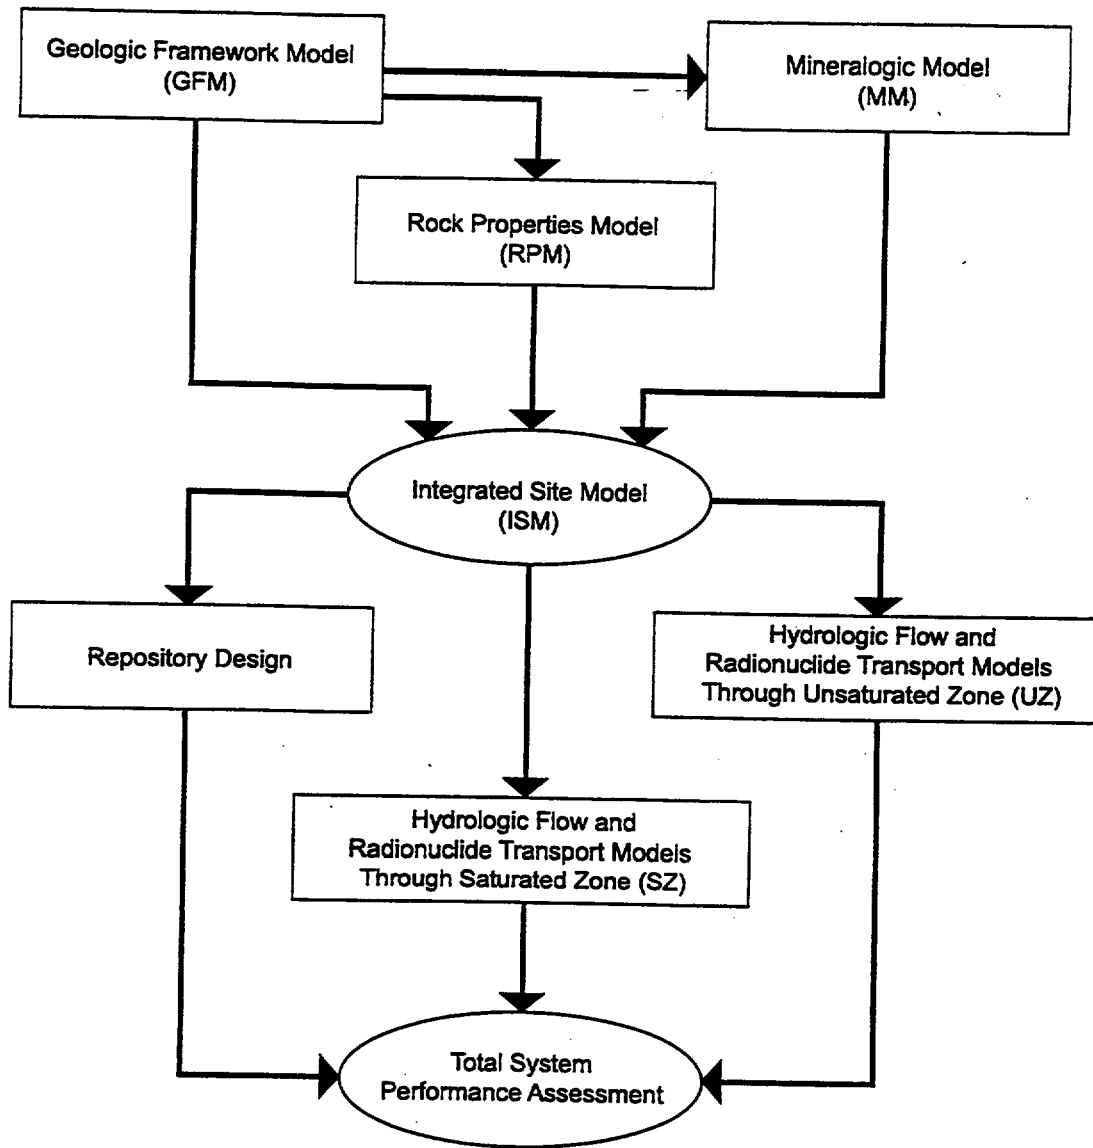 Geologic Framework Model
(GFM)
Mineralogic Model
(MM)
Rock Properties Model
(RPM)
Integrated Site Model
(ISM)
Repository Design
Hydrologic Flow and
Radionuclide Transport Models
Through Unsaturated Zone (UZ)
Hydrologic Flow and
Radionuclide Transport Models
Through Saturated Zone (SZ)
Total System
Performance Assessment